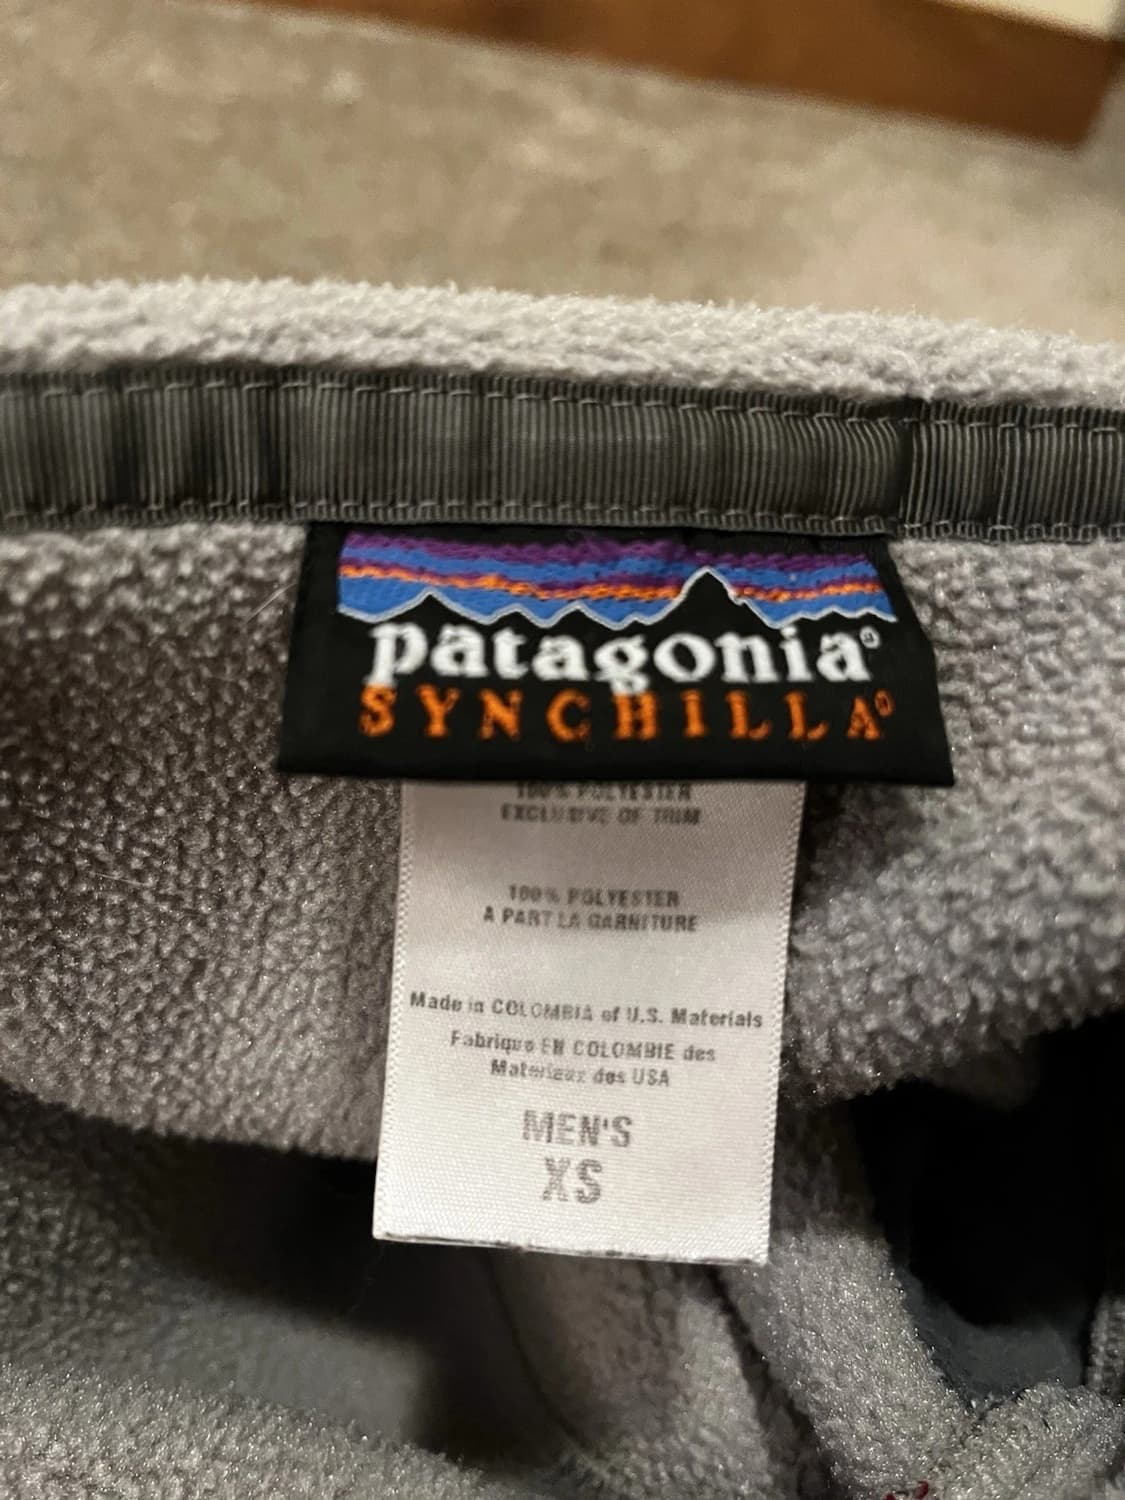 patagonia®
SYNCHILLA®
100% POLYESTER
EXCLUSIVE OF TRIM
100% POLYESTER
A PART LA GARNITURE
Made in COLOMBIA of U.S. Materials
Fabrique EN COLOMBIE des
Materiaux des USA
MEN'S
XS